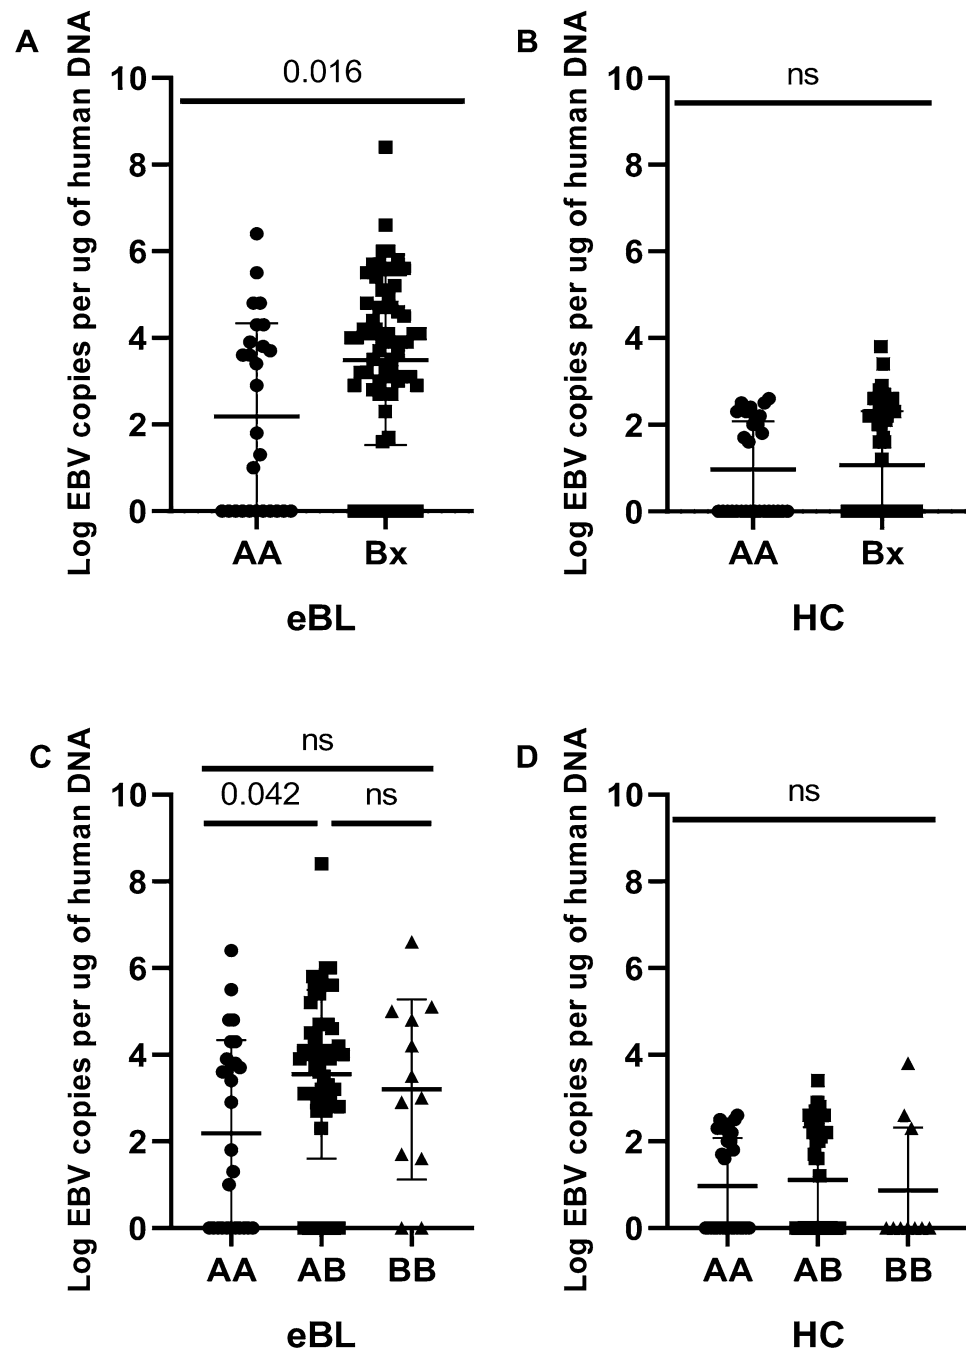 A
Log EBV copies per ug of human DNA
0.016
10
8
6
4
2
0
AA
Bx
eBL
B
Log EBV copies per ug of human DNA
ns
10
8
6
4
2
0
AA
Bx
HC
C
Log EBV copies per ug of human DNA
ns
0.042
ns
10
8
6
4
2
0
AA
AB
BB
eBL
D
Log EBV copies per ug of human DNA
ns
10
8
6
4
2
0
AA
AB
BB
HC